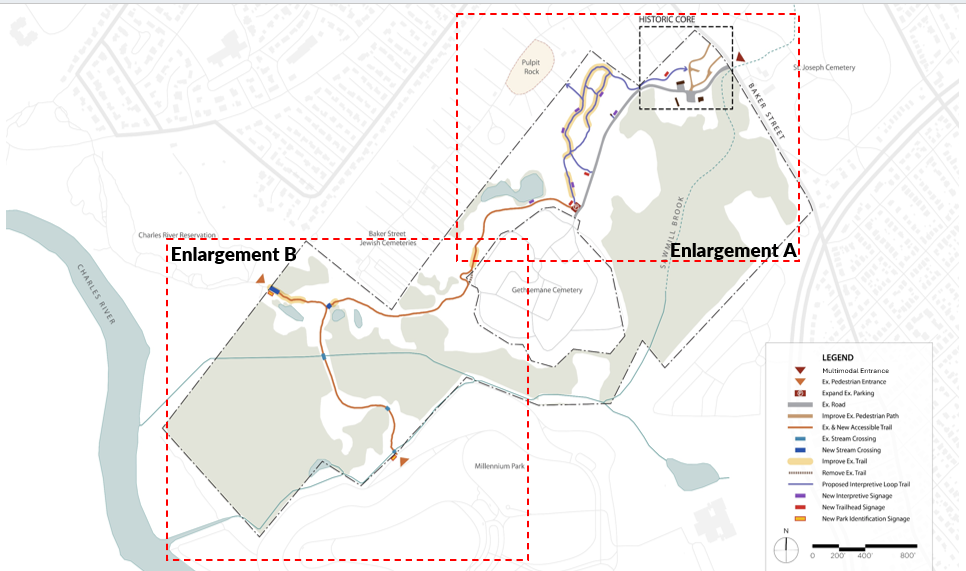 HISTORIC CORE
Pulpit
Rock
St. Joseph Cemetery
BAKER STREET
SAWMILL BROOK
Charles River Reservation
Baker Street
Jewish Cemeteries
Enlargement B
Enlargement A
CHARLES RIVER
Gethsemane Cemetery
Millennium Park
LEGEND
Multimodal Entrance
Ex. Pedestrian Entrance
Expand Ex. Parking
Ex. Road
Improve Ex. Pedestrian Path
Ex. & New Accessible Trail
Ex. Stream Crossing
New Stream Crossing
Improve Ex. Trail
Remove Ex. Trail
Proposed Interpretive Loop Trail
New Interpretive Signage
New Trailhead Signage
New Park Identification Signage
N
0 200' 400' 800'